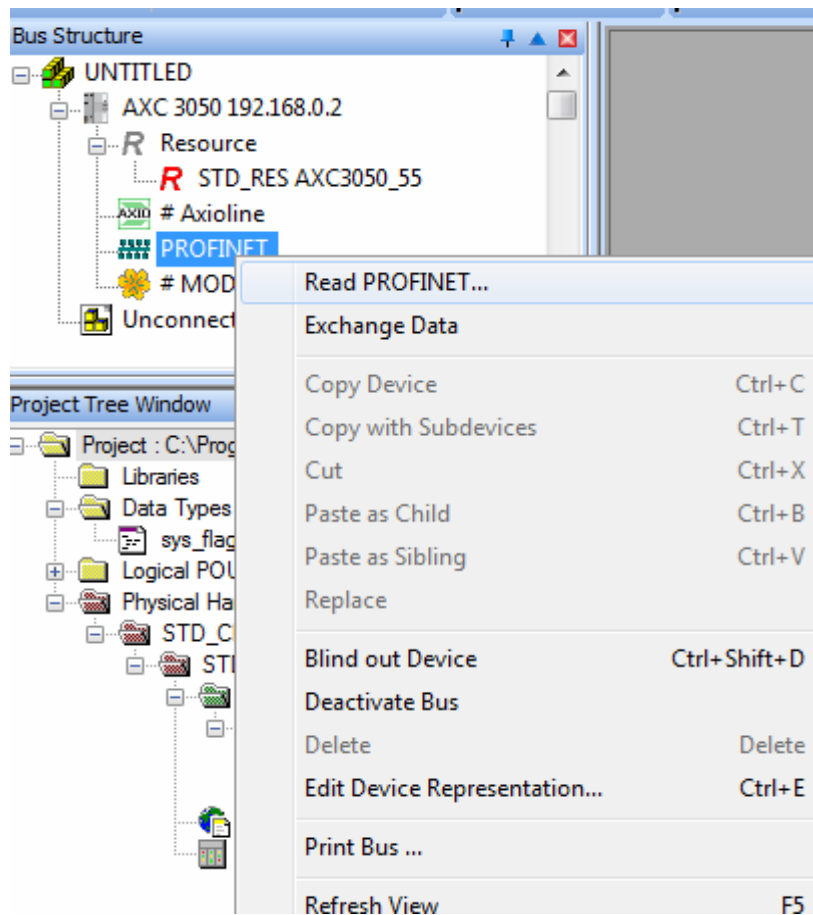 Bus Structure
UNTITLED
AXC 3050 192.168.0.2
R Resource
R STD_RES AXC3050_55
AXIO # Axioline
PROFINET
# MOD
Unconnect
Read PROFINET...
Exchange Data
Copy Device Ctrl+C
Copy with Subdevices Ctrl+T
Cut Ctrl+X
Paste as Child Ctrl+B
Paste as Sibling Ctrl+V
Replace
Blind out Device Ctrl+Shift+D
Deactivate Bus
Delete Delete
Edit Device Representation... Ctrl+E
Print Bus ...
Refresh View F5
Project Tree Window
Project : C:\Prog
Libraries
Data Types
sys_flag
Logical POU
Physical Ha